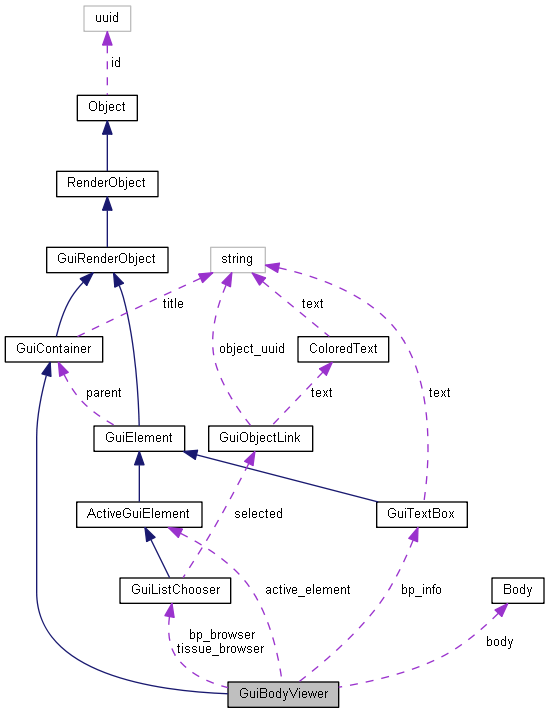 uuid
id
Object
RenderObject
GuiRenderObject
string
title
text
GuiContainer
object_uuid
ColoredText
parent
text
text
GuiElement
GuiObjectLink
ActiveGuiElement
selected
GuiTextBox
GuiListChooser
active_element
bp_info
Body
bp_browser
tissue_browser
body
GuiBodyViewer